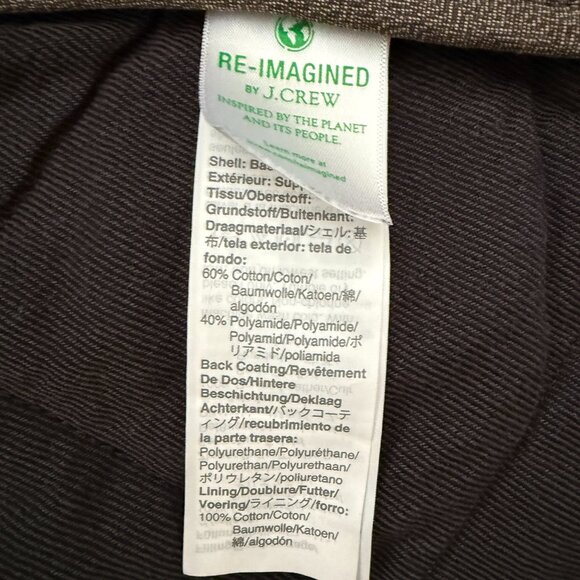 RE-IMAGINED
BY J.CREW
INSPIRED BY THE PLANET
AND ITS PEOPLE.
Learn more at
Shell:
Extérieur:
Tissu/Oberstoff:
Grundstoff/Buitenkant:
Draagmateriaal/シェル: 基
布/tela exterior: tela de
fondo:
60% Cotton/Coton/
Baumwolle/Katoen/綿/
algodón
40% Polyamide/Polyamide/
Polyamid/Polyamide/ポ
リアミド/poliamida
Back Coating/Revêtement
De Dos/Hintere
Beschichtung/Deklaag
Achterkant/バックコーテ
ィング/recubrimiento de
la parte trasera:
Polyurethane/Polyuréthane/
Polyurethan/Polyurethaan/
ポリウレタン/poliuretano
Lining/Doublure/Futter/
Voering/ライニング/forro:
100% Cotton/Coton/
Baumwolle/Katoen/
綿/algodón